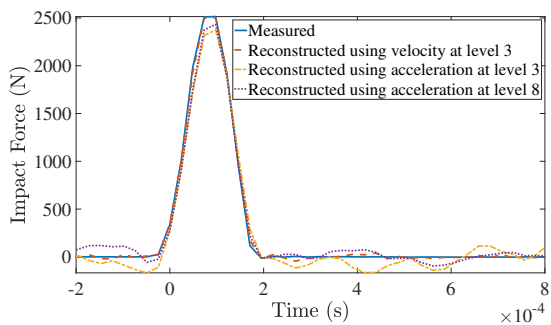 Measured
Reconstructed using velocity at level 3
Reconstructed using acceleration at level 3
Reconstructed using acceleration at level 8
Impact Force (N)
2500
2000
1500
1000
500
0
-2 0 2 4 6 8
Time (s)
×10-4